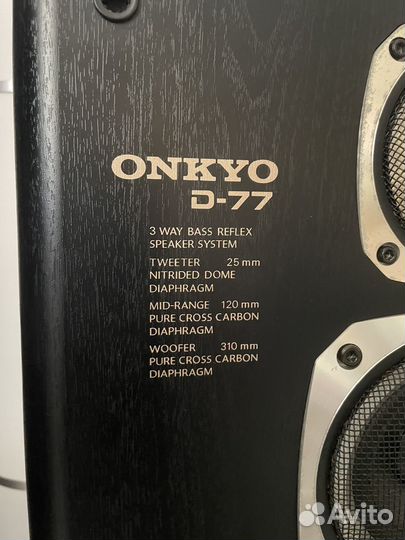 ONKYO
D-77
3 WAY BASS REFLEX
SPEAKER SYSTEM
TWEETER 25 mm
NITRIDED DOME
DIAPHRAGM
MID-RANGE 120 mm
PURE CROSS CARBON
DIAPHRAGM
WOOFER 310 mm
PURE CROSS CARBON
DIAPHRAGM
Avito